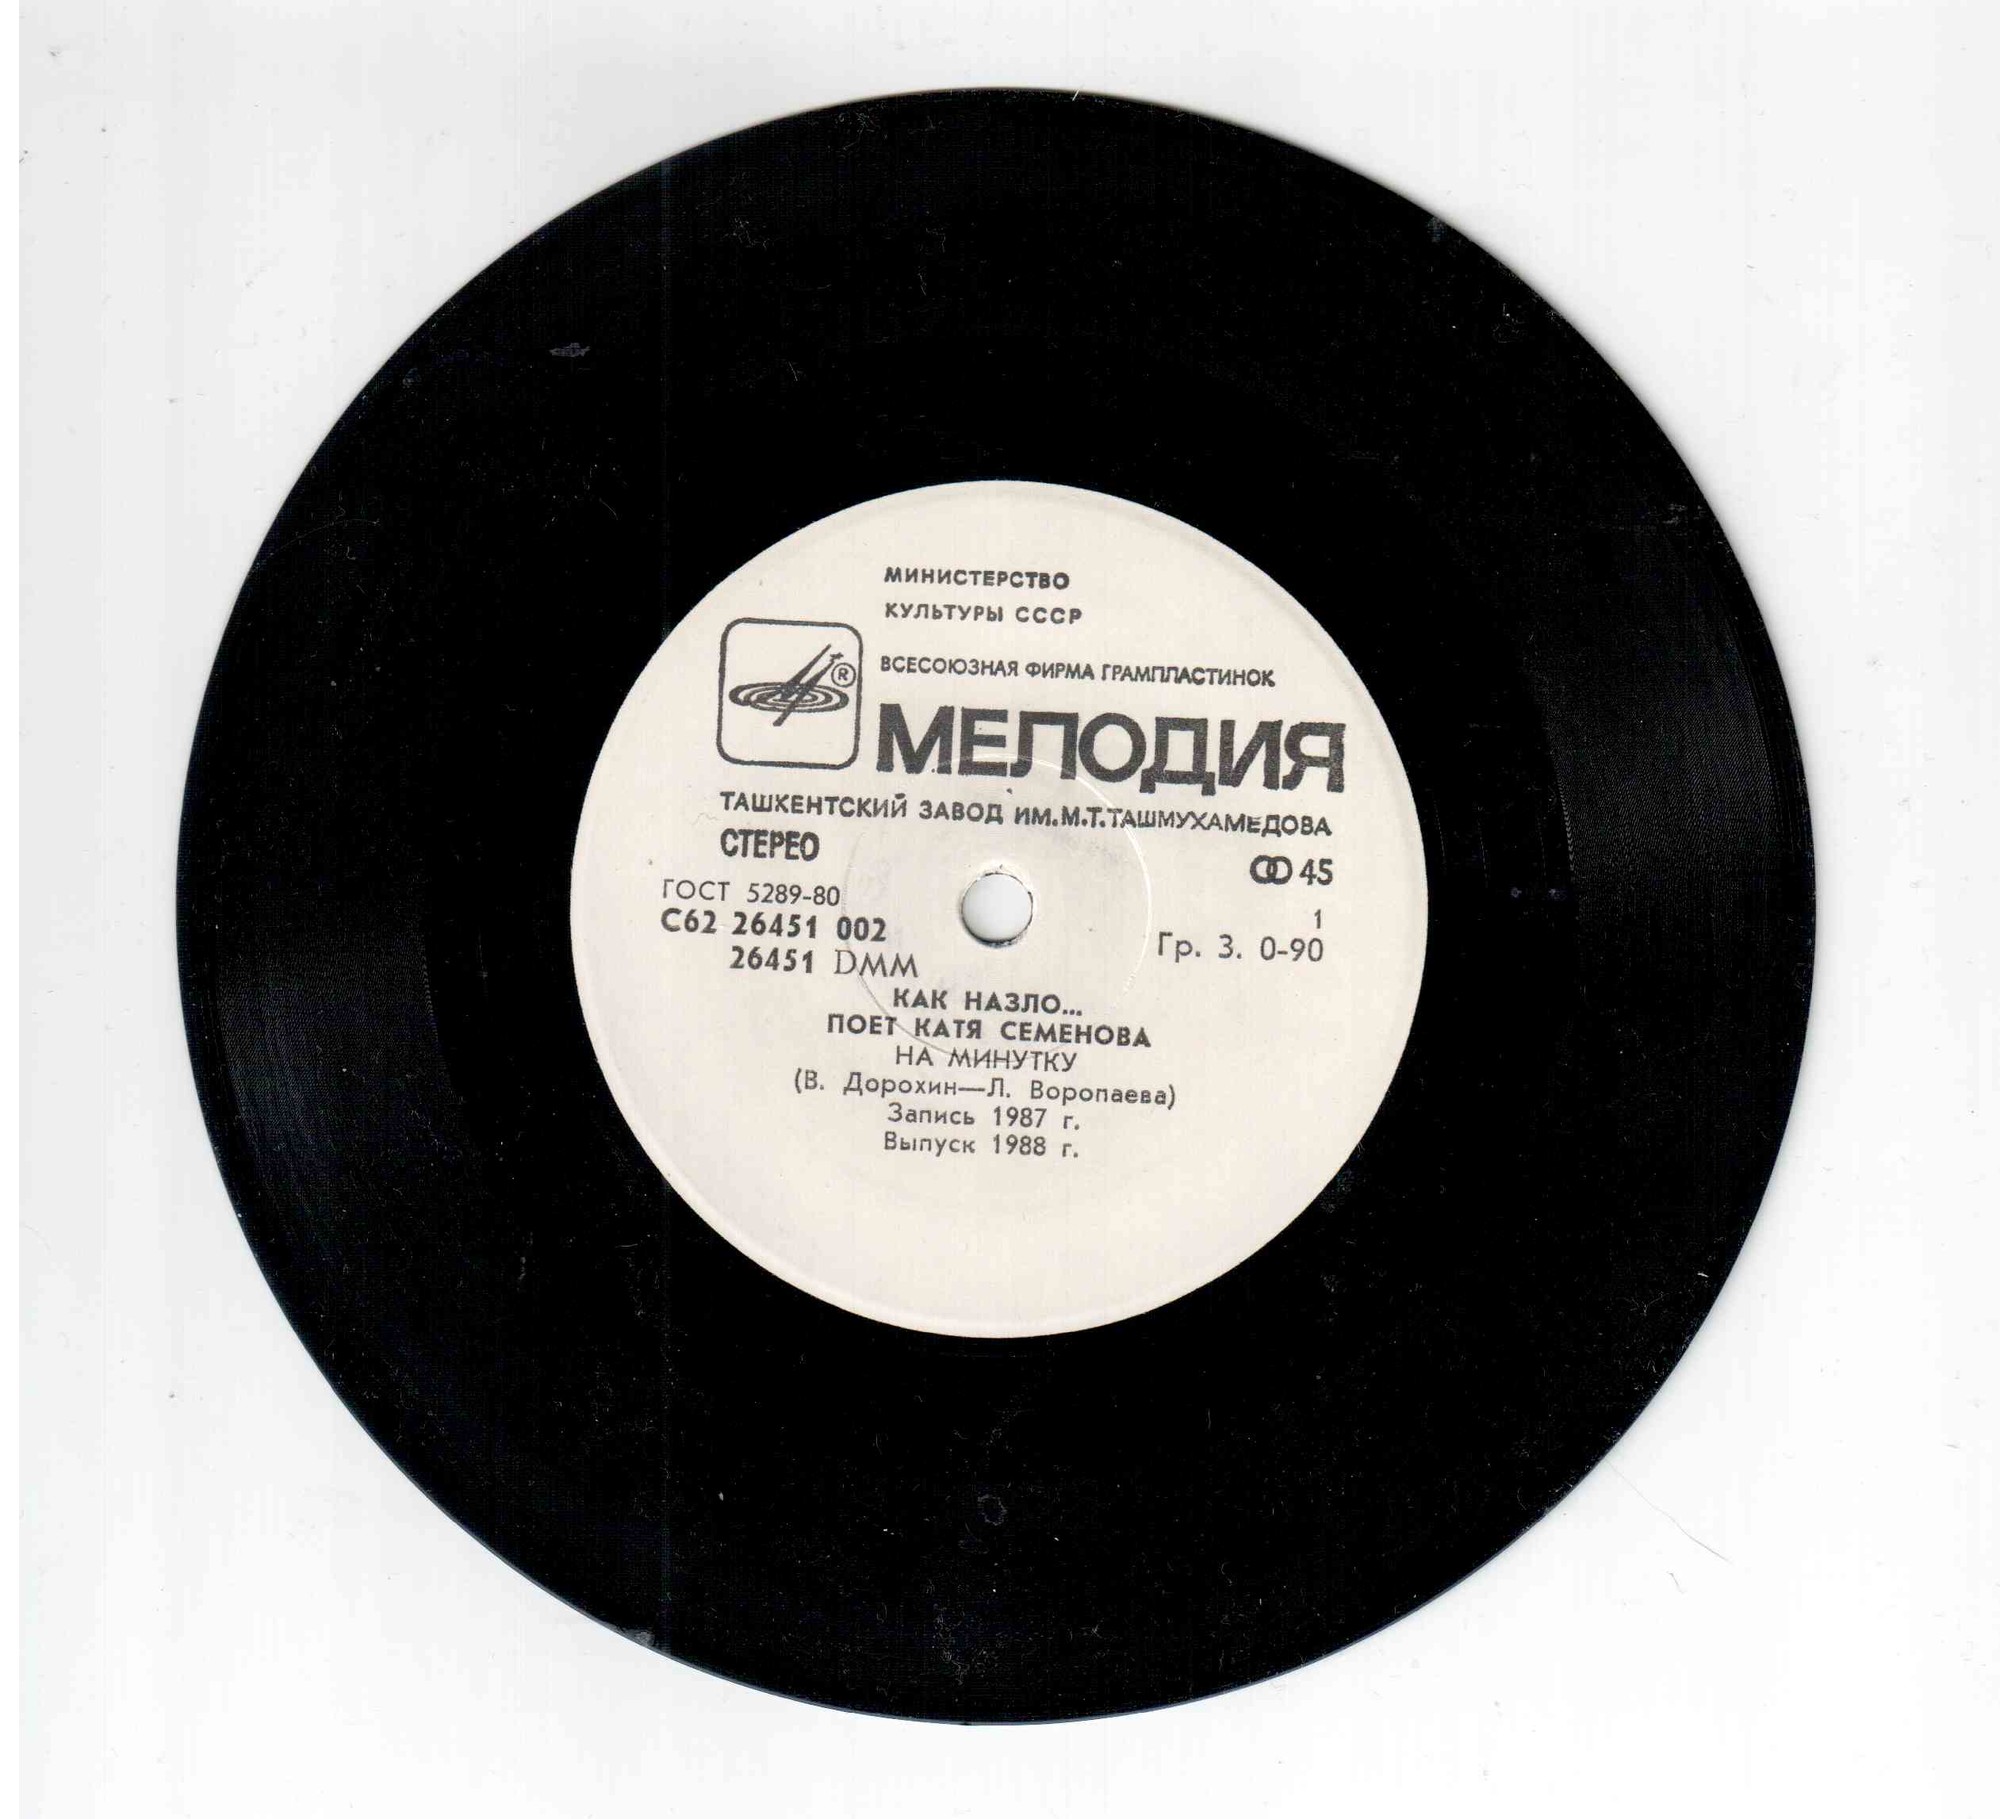 МИНИСТЕРСТВО
КУЛЬТУРЫ СССР
ВСЕСОЮЗНАЯ ФИРМА ГРАМПЛАСТИНОК
®
МЕЛОДИЯ
ТАШКЕНТСКИЙ ЗАВОД ИМ.М.Т.ТАШМУХАМЕДОВА
СТЕРЕО 45
ГОСТ 5289-80
1
С62 26451 002
Гр. 3. 0-90
26451 DMM
КАК НАЗЛО...
ПОЕТ КАТЯ СЕМЕНОВА
НА МИНУТКУ
(В. Дорохин—Л. Воропаева)
Запись 1987 г.
Выпуск 1988 г.